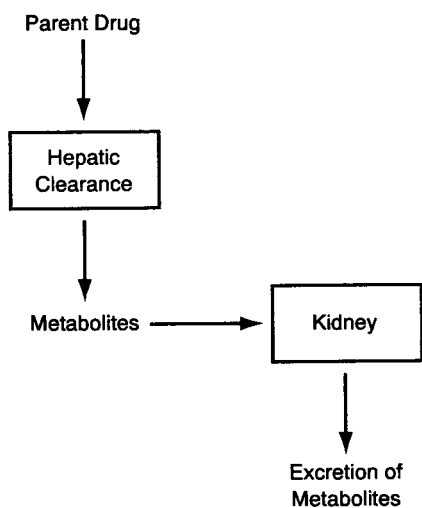 Parent Drug
Hepatic
Clearance
Metabolites
Kidney
Excretion of
Metabolites